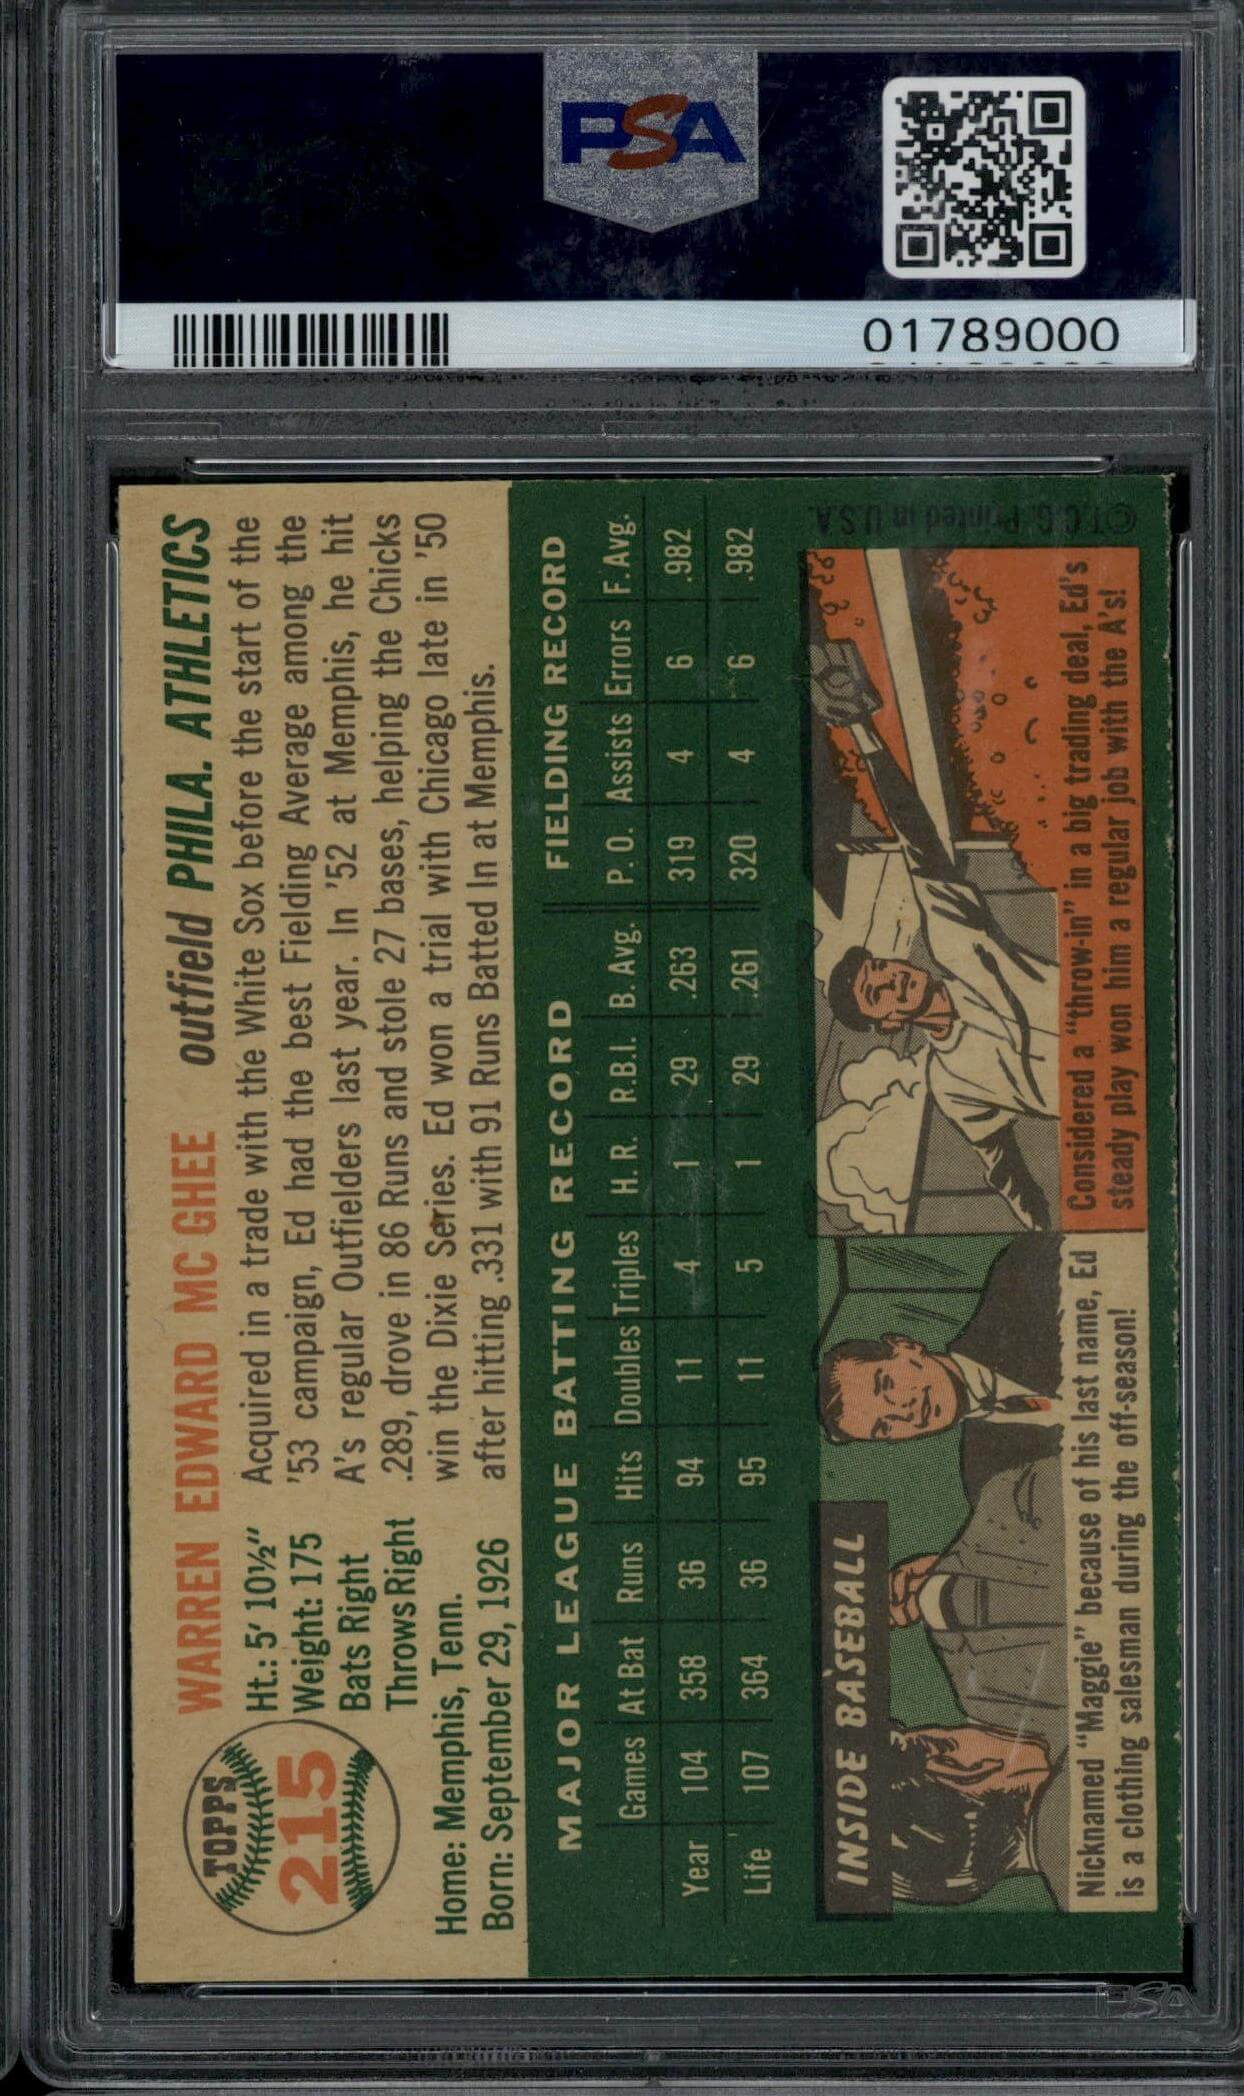 PSA
01789000
TOPPS
215
WARREN EDWARD MC GHEE outfield PHILA. ATHLETICS
Ht.: 5' 10½"
Weight: 175
Bats Right
Throws Right
Home: Memphis, Tenn.
Born: September 29, 1926
Acquired in a trade with the White Sox before the start of the
'53 campaign, Ed had the best Fielding Average among the
A's regular Outfielders last year. In '52 at Memphis, he hit
.289, drove in 86 Runs and stole 27 bases, helping the Chicks
win the Dixie Series. Ed won a trial with Chicago late in '50
after hitting .331 with 91 Runs Batted In at Memphis.
MAJOR LEAGUE BATTING RECORD FIELDING RECORD
Games At Bat Runs Hits Doubles Triples H. R. R.B.I. B. Avg. P. O. Assists Errors F. Avg.
Year 104 358 36 94 11 4 1 29 .263 319 4 6 .982
Life 107 364 36 95 11 5 1 29 .261 320 4 6 .982
INSIDE BASEBALL
Nicknamed "Maggie" because of his last name, Ed
is a clothing salesman during the off-season!
Considered a "throw-in" in a big trading deal, Ed's
steady play won him a regular job with the A's!
©T.C.G. Printed in U.S.A.
PSA